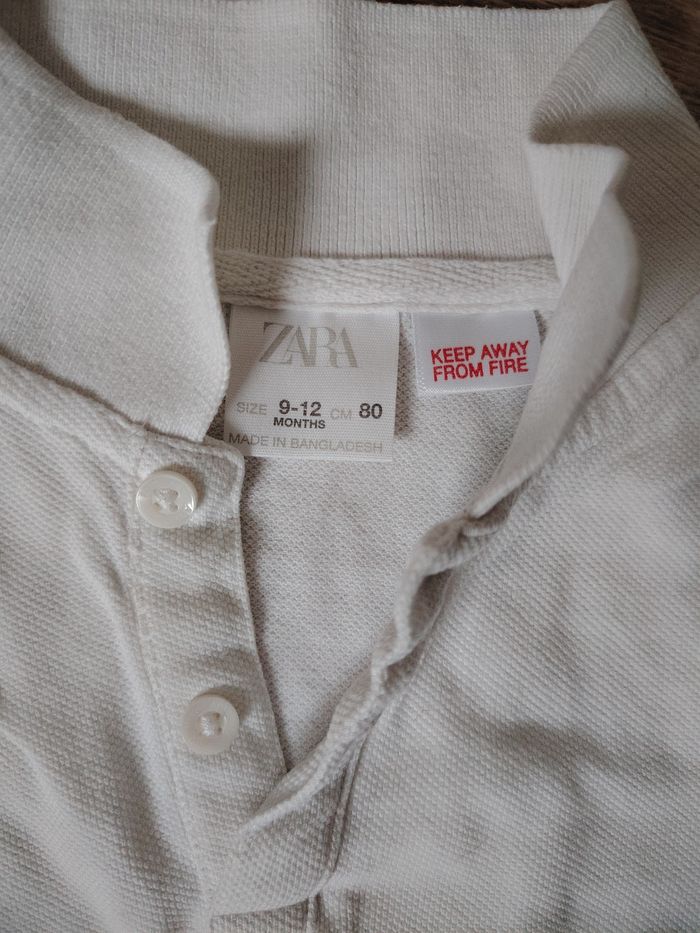 ZARA
SIZE 9-12 CM 80
MONTHS
MADE IN BANGLADESH
KEEP AWAY
FROM FIRE